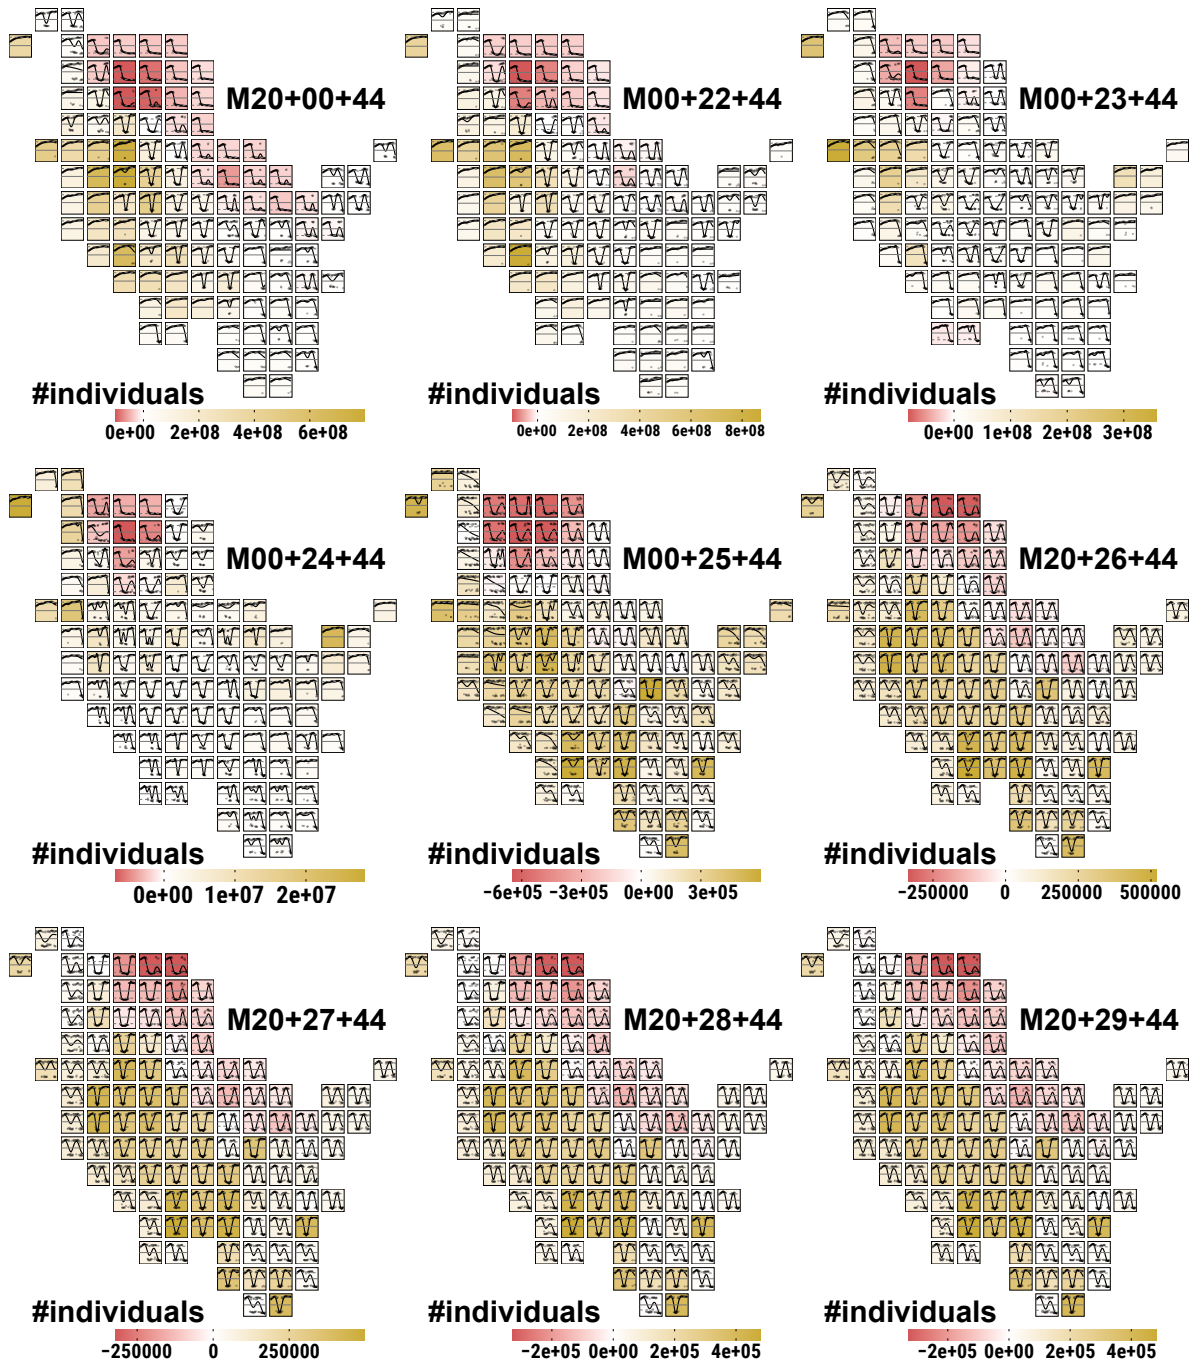 M20+00+44
M00+22+44
M00+23+44
#individuals
0e+00 2e+08 4e+08 6e+08
#individuals
0e+00 2e+08 4e+08 6e+08 8e+08
#individuals
0e+00 1e+08 2e+08 3e+08
M00+24+44
M00+25+44
M20+26+44
#individuals
0e+00 1e+07 2e+07
#individuals
−6e+05 −3e+05 0e+00 3e+05
#individuals
−250000 0 250000 500000
M20+27+44
M20+28+44
M20+29+44
#individuals
−250000 0 250000
#individuals
−2e+05 0e+00 2e+05 4e+05
#individuals
−2e+05 0e+00 2e+05 4e+05